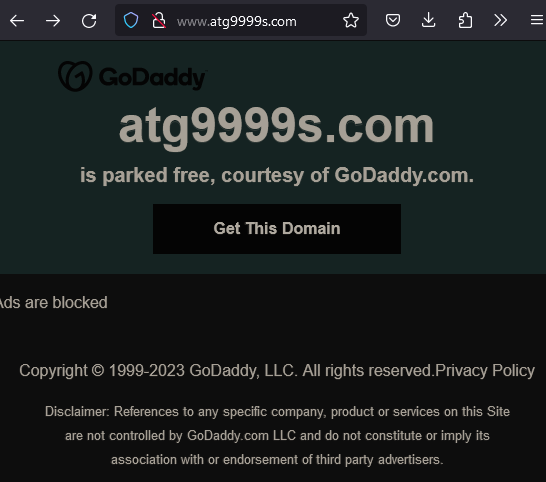 www.atg9999s.com
GoDaddy
atg9999s.com
is parked free, courtesy of GoDaddy.com.
Get This Domain
Ads are blocked
Copyright © 1999-2023 GoDaddy, LLC. All rights reserved.Privacy Policy
Disclaimer: References to any specific company, product or services on this Site
are not controlled by GoDaddy.com LLC and do not constitute or imply its
association with or endorsement of third party advertisers.